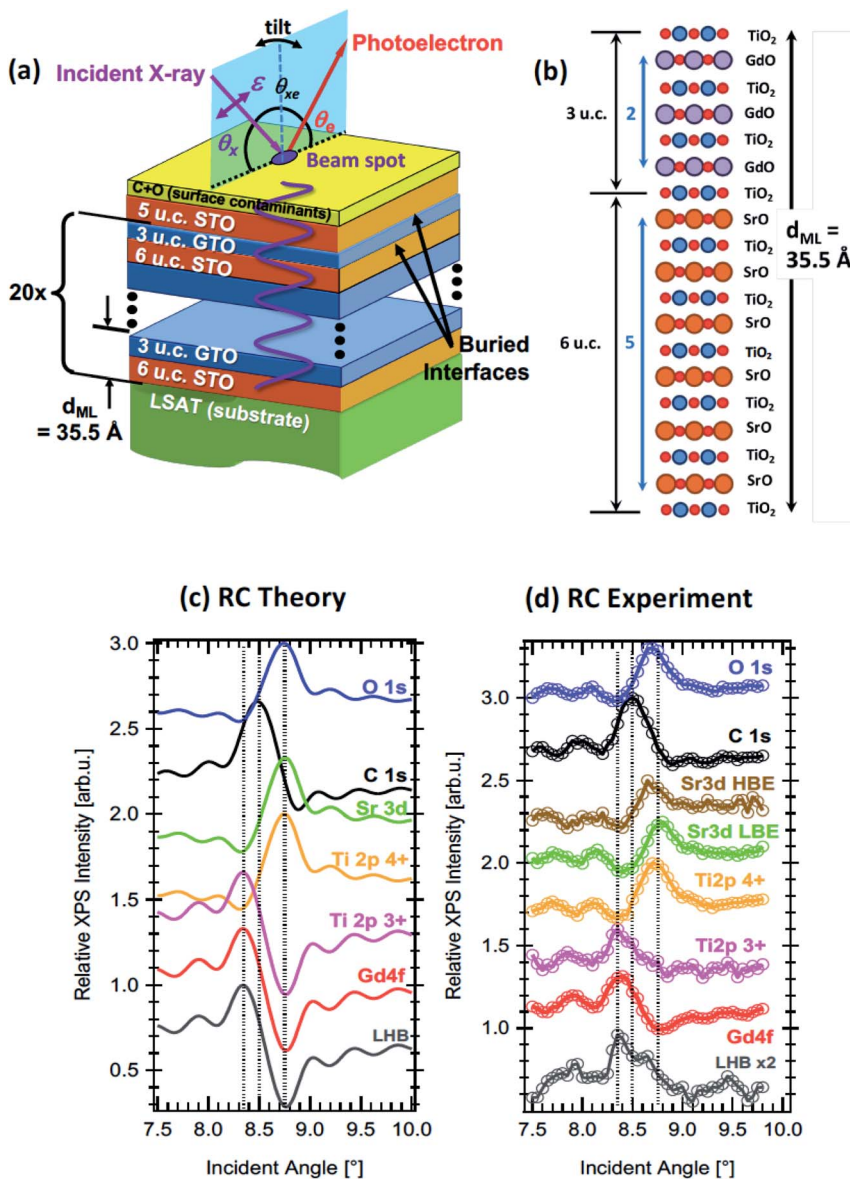 (a)
tilt
Photoelectron
Incident X-ray
ε
θxe
θe
θx
Beam spot
C+O (surface contaminants)
5 u.c. STO
3 u.c. GTO
6 u.c. STO
20x
3 u.c. GTO
6 u.c. STO
Buried
Interfaces
LSAT (substrate)
dML
= 35.5 Å
(b)
TiO2
GdO
TiO2
3 u.c.
2
GdO
TiO2
GdO
TiO2
SrO
dML =
35.5 Å
TiO2
SrO
TiO2
SrO
6 u.c.
5
TiO2
SrO
TiO2
SrO
TiO2
SrO
TiO2
(c) RC Theory
3.0
O 1s
2.5
C 1s
2.0
Sr 3d
Ti 2p 4+
1.5
Ti 2p 3+
Gd4f
1.0
LHB
0.5
Relative XPS Intensity [arb.u.]
7.5 8.0 8.5 9.0 9.5 10.0
Incident Angle [°]
(d) RC Experiment
O 1s
3.0
C 1s
2.5
Sr3d HBE
Sr3d LBE
2.0
Ti2p 4+
1.5
Ti2p 3+
1.0
Gd4f
LHB x2
Relative XPS Intensity [arb.u.]
7.5 8.0 8.5 9.0 9.5 10.0
Incident Angle [°]